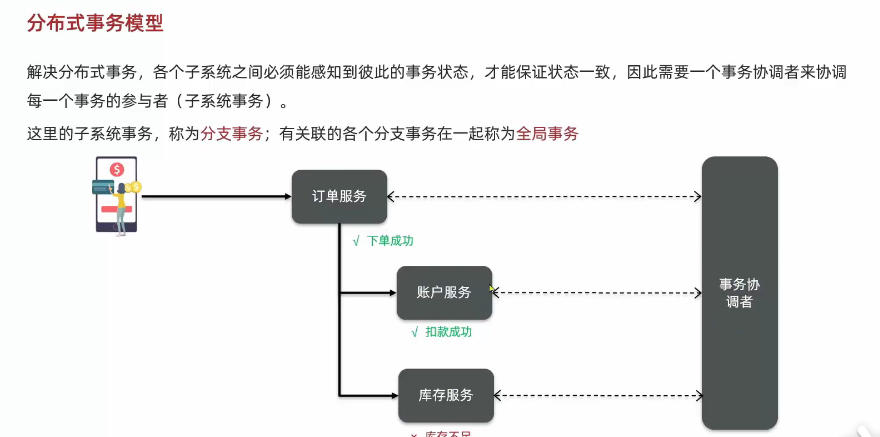 分布式事务模型
解决分布式事务，各个子系统之间必须能感知到彼此的事务状态，才能保证状态一致，因此需要一个事务协调者来协调
每一个事务的参与者（子系统事务）。
这里的子系统事务，称为分支事务；有关联的各个分支事务在一起称为全局事务
$
订单服务
√ 下单成功
账户服务
√ 扣款成功
事务协
调者
库存服务
× 库存不足